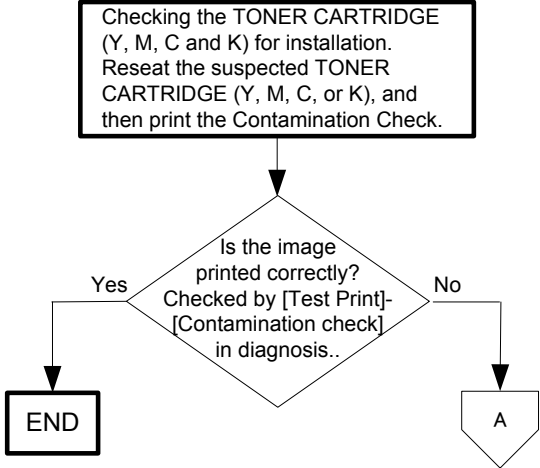 Checking the TONER CARTRIDGE
(Y, M, C and K) for installation.
Reseat the suspected TONER
CARTRIDGE (Y, M, C, or K), and
then print the Contamination Check.
Is the image
printed correctly?
Checked by [Test Print]-
[Contamination check]
in diagnosis..
Yes
No
END
A